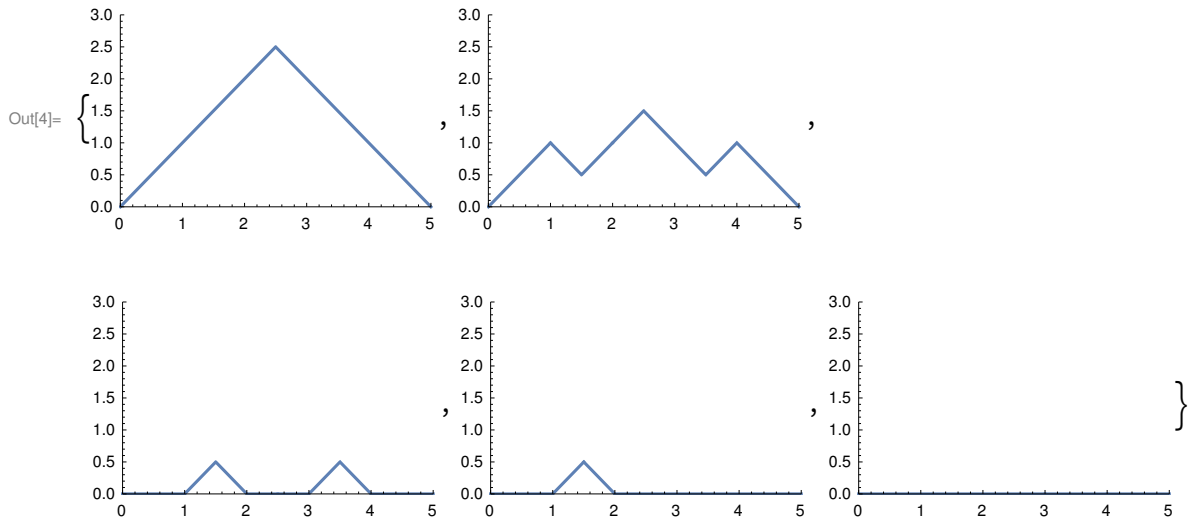 3.0 3.0
2.5 2.5
2.0 2.0
Out[4]= { 1.5 , 1.5 ,
1.0 1.0
0.5 0.5
0.0 0.0
0 1 2 3 4 5 0 1 2 3 4 5
3.0 3.0 3.0
2.5 2.5 2.5
2.0 2.0 2.0
1.5 , 1.5 , 1.5 }
1.0 1.0 1.0
0.5 0.5 0.5
0.0 0.0 0.0
0 1 2 3 4 5 0 1 2 3 4 5 0 1 2 3 4 5